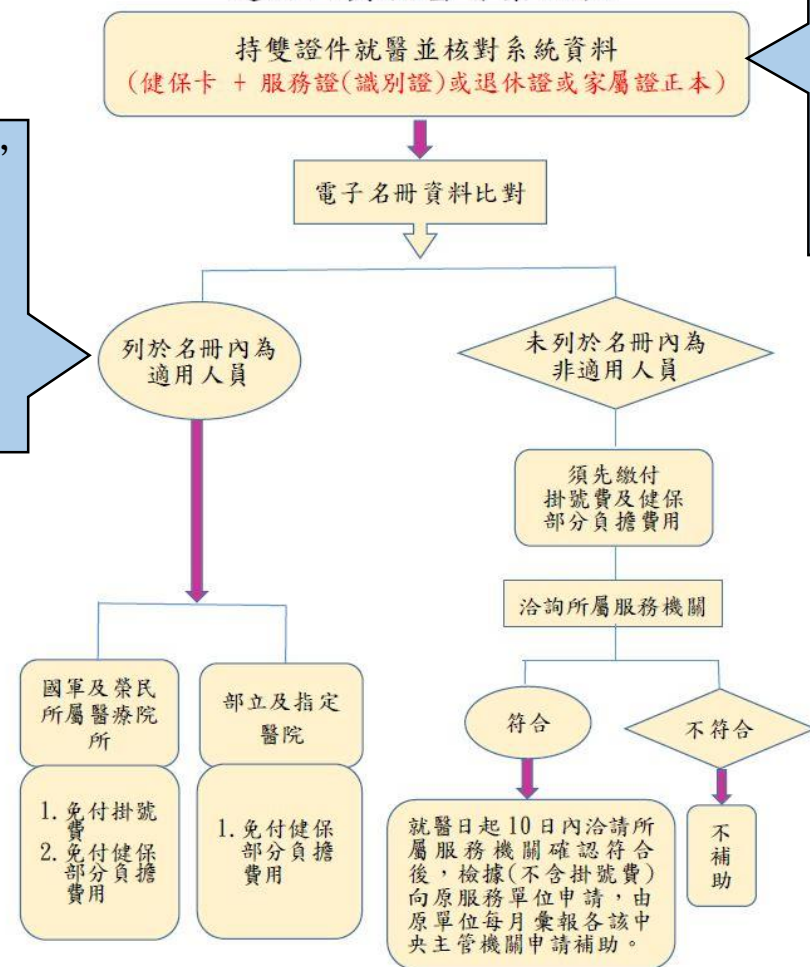 持雙證件就醫並核對系統資料
(健保卡 + 服務證(識別證)或退休證或家屬證正本)
,
電子名冊資料比對
列於名冊內為
適用人員
未列於名冊內為
非適用人員
須先繳付
掛號費及健保
部分負擔費用
洽詢所屬服務機關
國軍及榮民
所屬醫療院
所
部立及指定
醫院
符合
不符合
1. 免付掛號
費
2. 免付健保
部分負擔
費用
1. 免付健保
部分負擔
費用
就醫日起10日內洽請所
屬服務機關確認符合
後,檢據(不含掛號費)
向原服務單位申請,由
原單位每月彙報各該中
央主管機關申請補助。
不
補
助